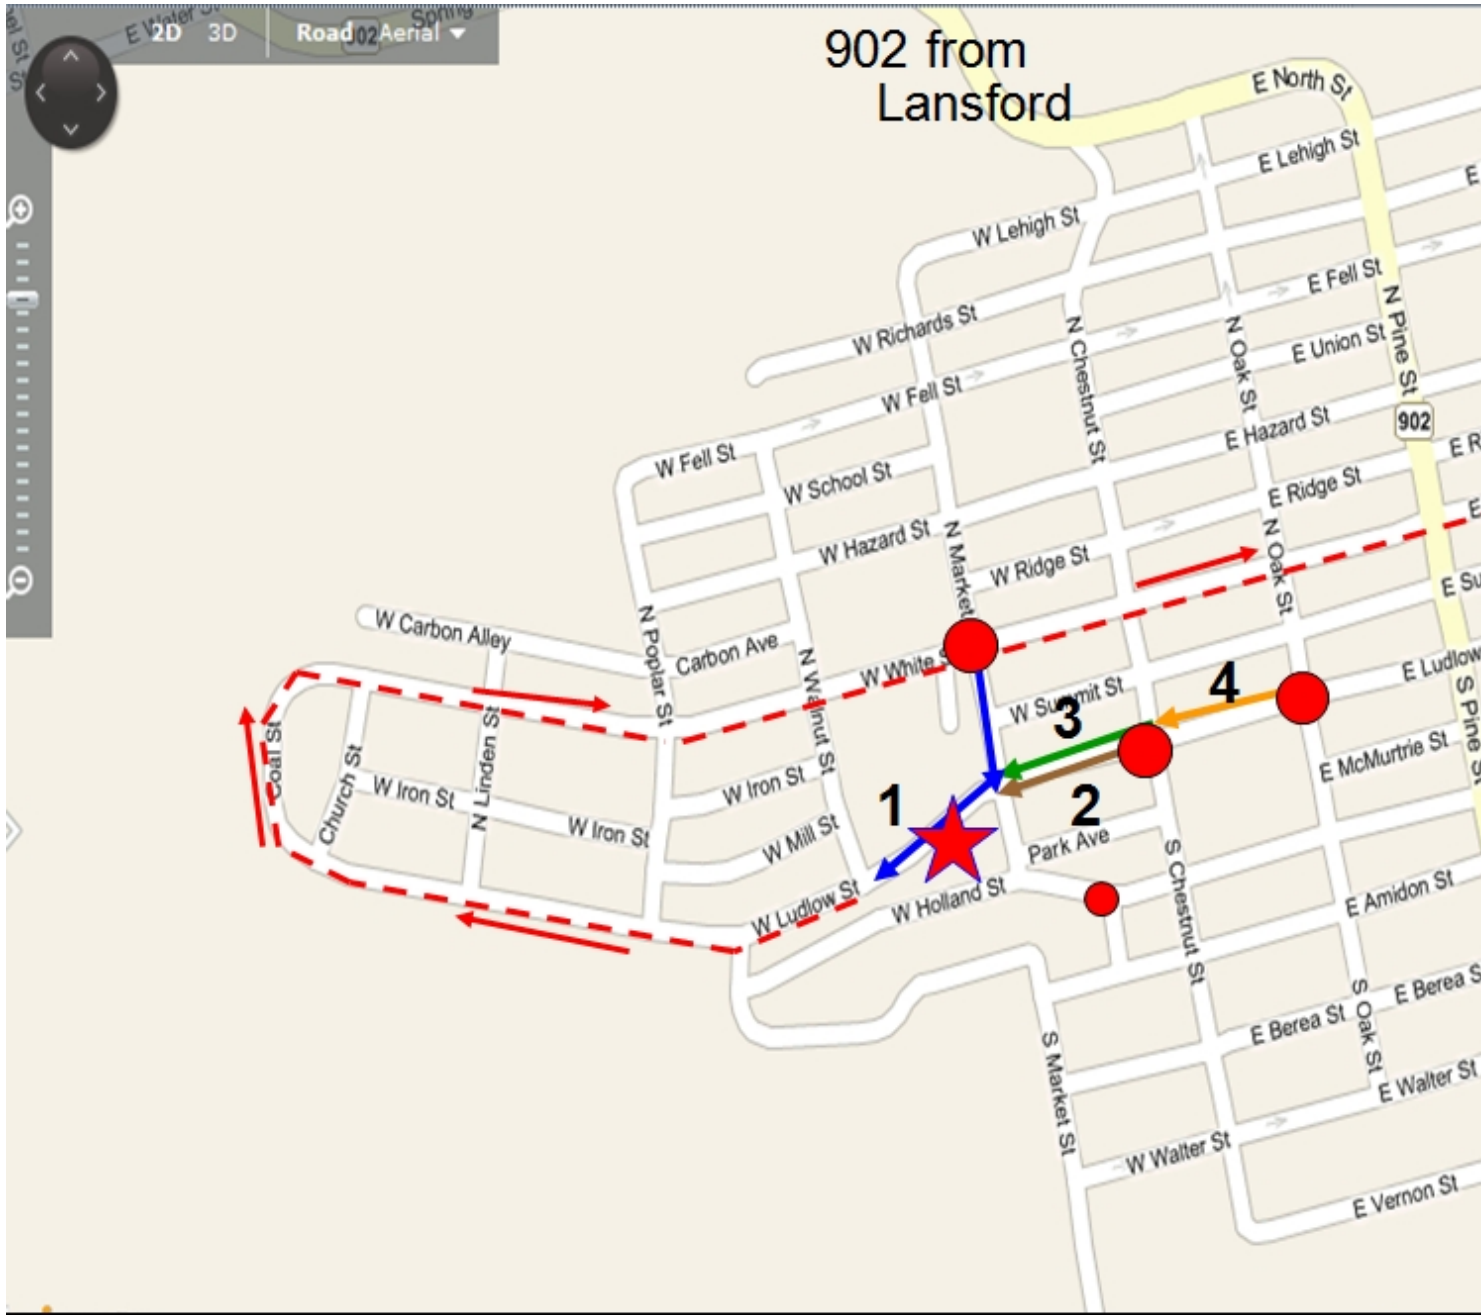 E Water St
Spring
2D
3D
Road
902
Aerial
902 from
Lansford
E North St
E Lehigh St
W Lehigh St
E Fell St
N Pine St
W Richards St
N Chestnut St
N Oak St
E Union St
W Fell St
902
E Hazard St
W Fell St
W School St
E R
E Ridge St
W Hazard St
N Market
N Oak St
W Ridge St
E Su
W Carbon Alley
N Poplar St
Carbon Ave
N Walnut St
W White S
E Ludlow
S Pine St
W Summit St
4
3
Coal St
Church St
N Linden St
E McMurtrie St
W Iron St
W Iron St
W Iron St
1
2
W Mill St
Park Ave
S Chestnut St
W Ludlow St
W Holland St
E Amidon St
E Berea S
E Berea St
S Oak St
S Market St
E Walter St
W Walter St
E Vernon St